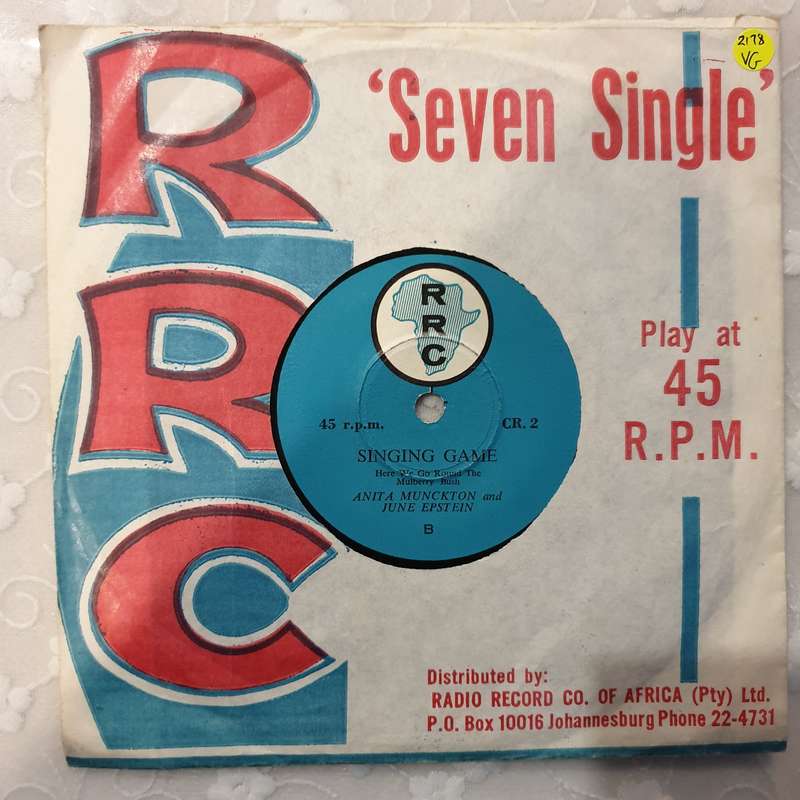 RRC
'Seven Single'
2178
VG
Play at
45
R.P.M.
RRC
45 r.p.m. CR. 2
SINGING GAME
Here We Go Round The
Mulberry Bush
ANITA MUNCKTON and
JUNE EPSTEIN
B
Distributed by:
RADIO RECORD CO. OF AFRICA (Pty) Ltd.
P.O. Box 10016 Johannesburg Phone 22-4731